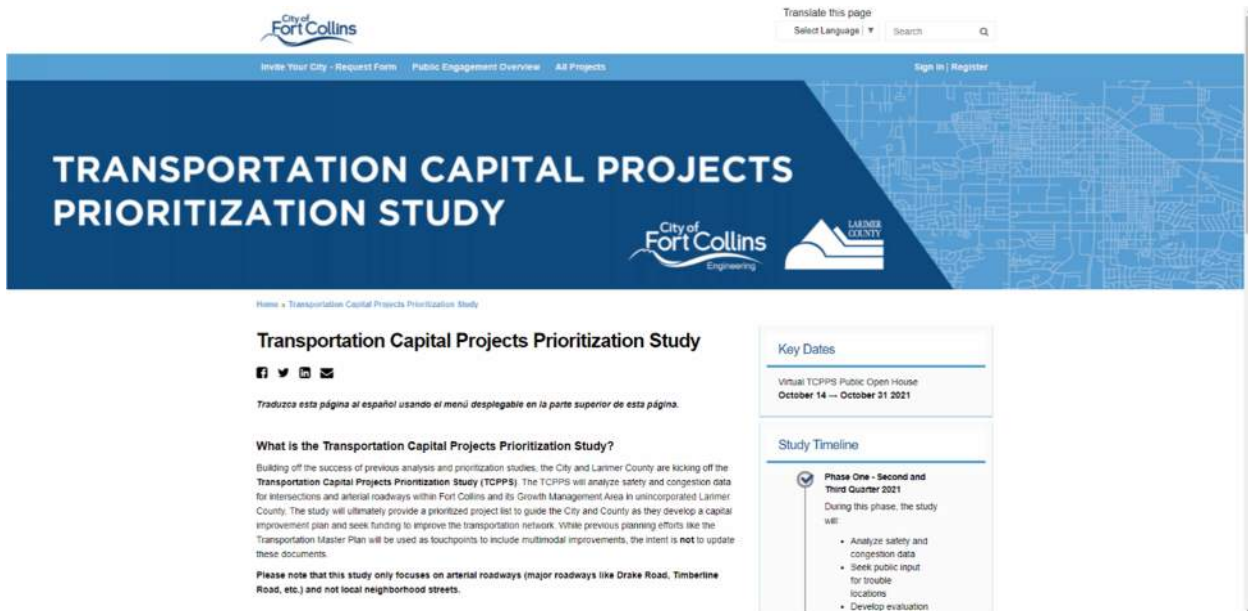 City of
Fort Collins
Translate this page
Select Language ▼
Search
Invite Your City - Request Form Public Engagement Overview All Projects
Sign In | Register
TRANSPORTATION CAPITAL PROJECTS
PRIORITIZATION STUDY
City of
Fort Collins
Engineering
LARIMER
COUNTY
Home » Transportation Capital Projects Prioritization Study
Transportation Capital Projects Prioritization Study
Traduzca esta página al español usando el menú desplegable en la parte superior de esta página.
What is the Transportation Capital Projects Prioritization Study?
Building off the success of previous analysis and prioritization studies, the City and Larimer County are kicking off the
Transportation Capital Projects Prioritization Study (TCPPS). The TCPPS will analyze safety and congestion data
for intersections and arterial roadways within Fort Collins and its Growth Management Area in unincorporated Larimer
County. The study will ultimately provide a prioritized project list to guide the City and County as they develop a capital
improvement plan and seek funding to improve the transportation network. While previous planning efforts like the
Transportation Master Plan will be used as touchpoints to include multimodal improvements, the intent is not to update
these documents.
Please note that this study only focuses on arterial roadways (major roadways like Drake Road, Timberline
Road, etc.) and not local neighborhood streets.
Key Dates
Virtual TCPPS Public Open House
October 14 — October 31 2021
Study Timeline
Phase One - Second and
Third Quarter 2021
During this phase, the study
will:
• Analyze safety and
congestion data
• Seek public input
for trouble
locations
• Develop evaluation